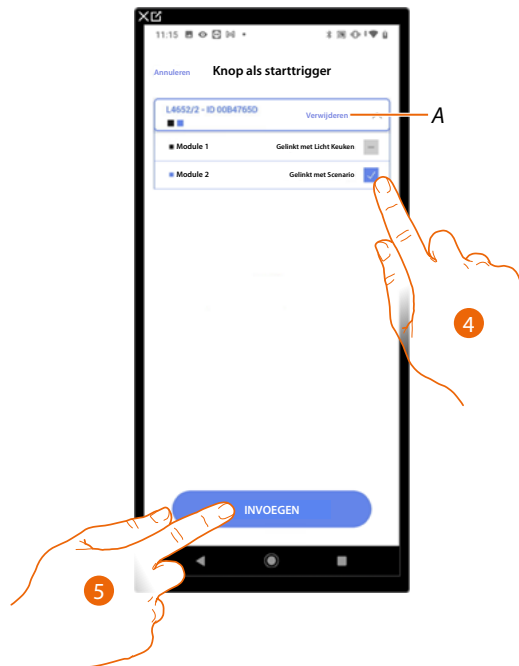 11:15
Annuleren Knop als starttrigger
L4652/2 - ID 00B4765D
Verwijderen
A
Module 1 Gelinkt met Licht Keuken
Module 2 Gelinkt met Scenario
4
INVOEGEN
5